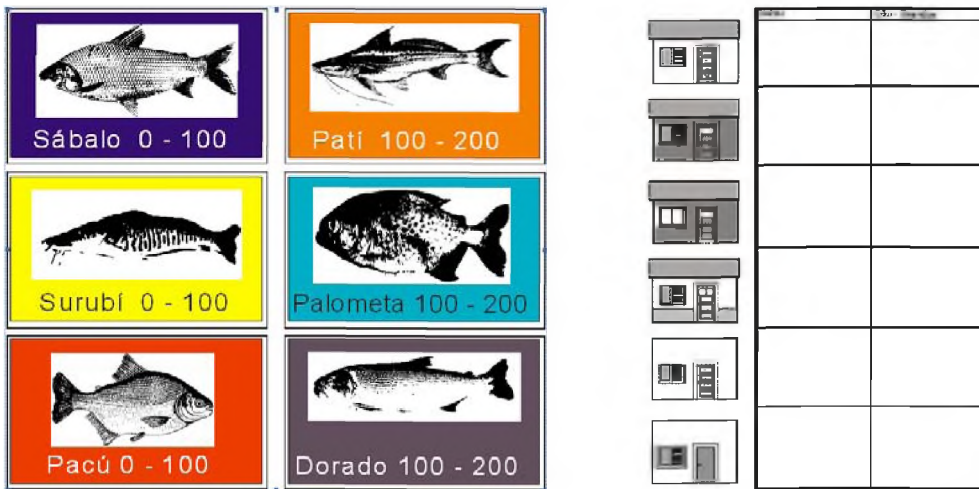 Sábalo 0 - 100
Patí 100 - 200
Surubí 0 - 100
Palometa 100 - 200
Pacú 0 - 100
Dorado 100 - 200